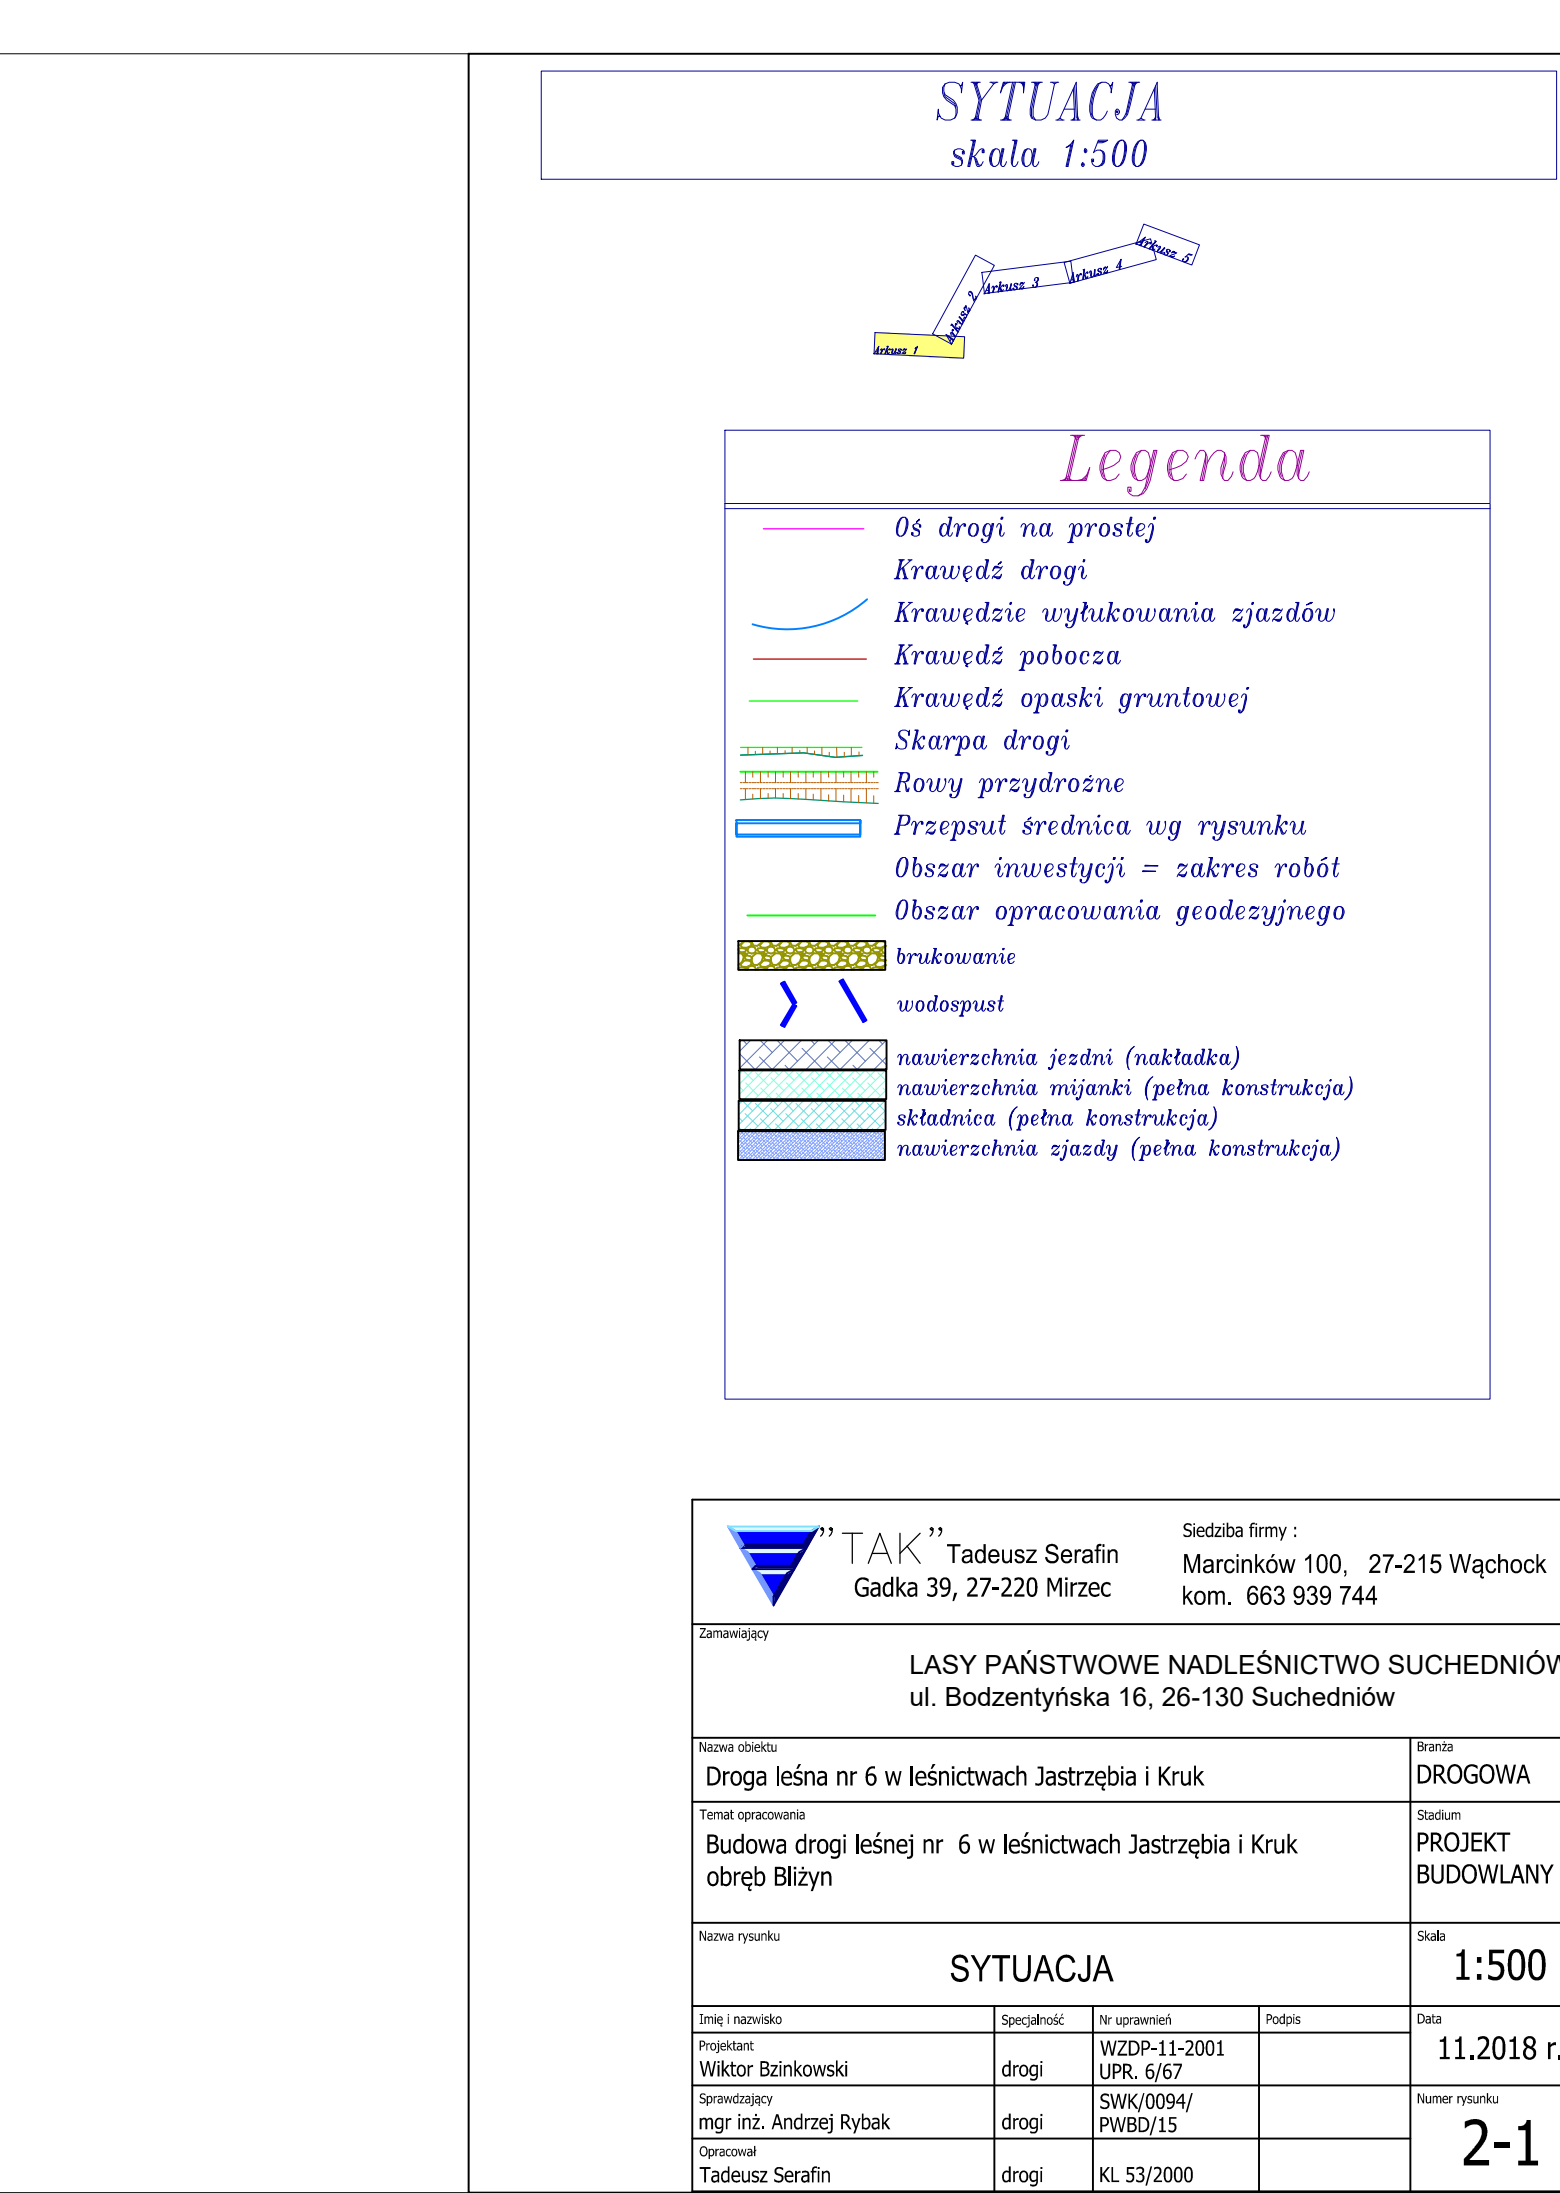 SYTUACJA
skala 1:500
Arkusz 1
Arkusz 2
Arkusz 3
Arkusz 4
Arkusz 5
Legenda
Oś drogi na prostej
Krawędź drogi
Krawędzie wyłukowania zjazdów
Krawędź pobocza
Krawędź opaski gruntowej
Skarpa drogi
Rowy przydrożne
Przepsut średnica wg rysunku
Obszar inwestycji = zakres robót
Obszar opracowania geodezyjnego
brukowanie
wodospust
nawierzchnia jezdni (nakładka)
nawierzchnia mijanki (pełna konstrukcja)
składnica (pełna konstrukcja)
nawierzchnia zjazdy (pełna konstrukcja)
"TAK" Tadeusz Serafin
Gadka 39, 27-220 Mirzec
Siedziba firmy :
Marcinków 100, 27-215 Wąchock
kom. 663 939 744
Zamawiający
LASY PAŃSTWOWE NADLEŚNICTWO SUCHEDNIÓW
ul. Bodzentyńska 16, 26-130 Suchedniów
Nazwa obiektu
Droga leśna nr 6 w leśnictwach Jastrzębia i Kruk
Branża
DROGOWA
Temat opracowania
Budowa drogi leśnej nr 6 w leśnictwach Jastrzębia i Kruk
obręb Bliżyn
Stadium
PROJEKT
BUDOWLANY
Nazwa rysunku
SYTUACJA
Skala
1:500
Imię i nazwisko Specjalność Nr uprawnień Podpis
Data
11.2018 r.
Projektant
Wiktor Bzinkowski drogi
WZDP-11-2001
UPR. 6/67
Sprawdzający
mgr inż. Andrzej Rybak drogi
SWK/0094/
PWBD/15
Numer rysunku
2-1
Opracował
Tadeusz Serafin drogi KL 53/2000